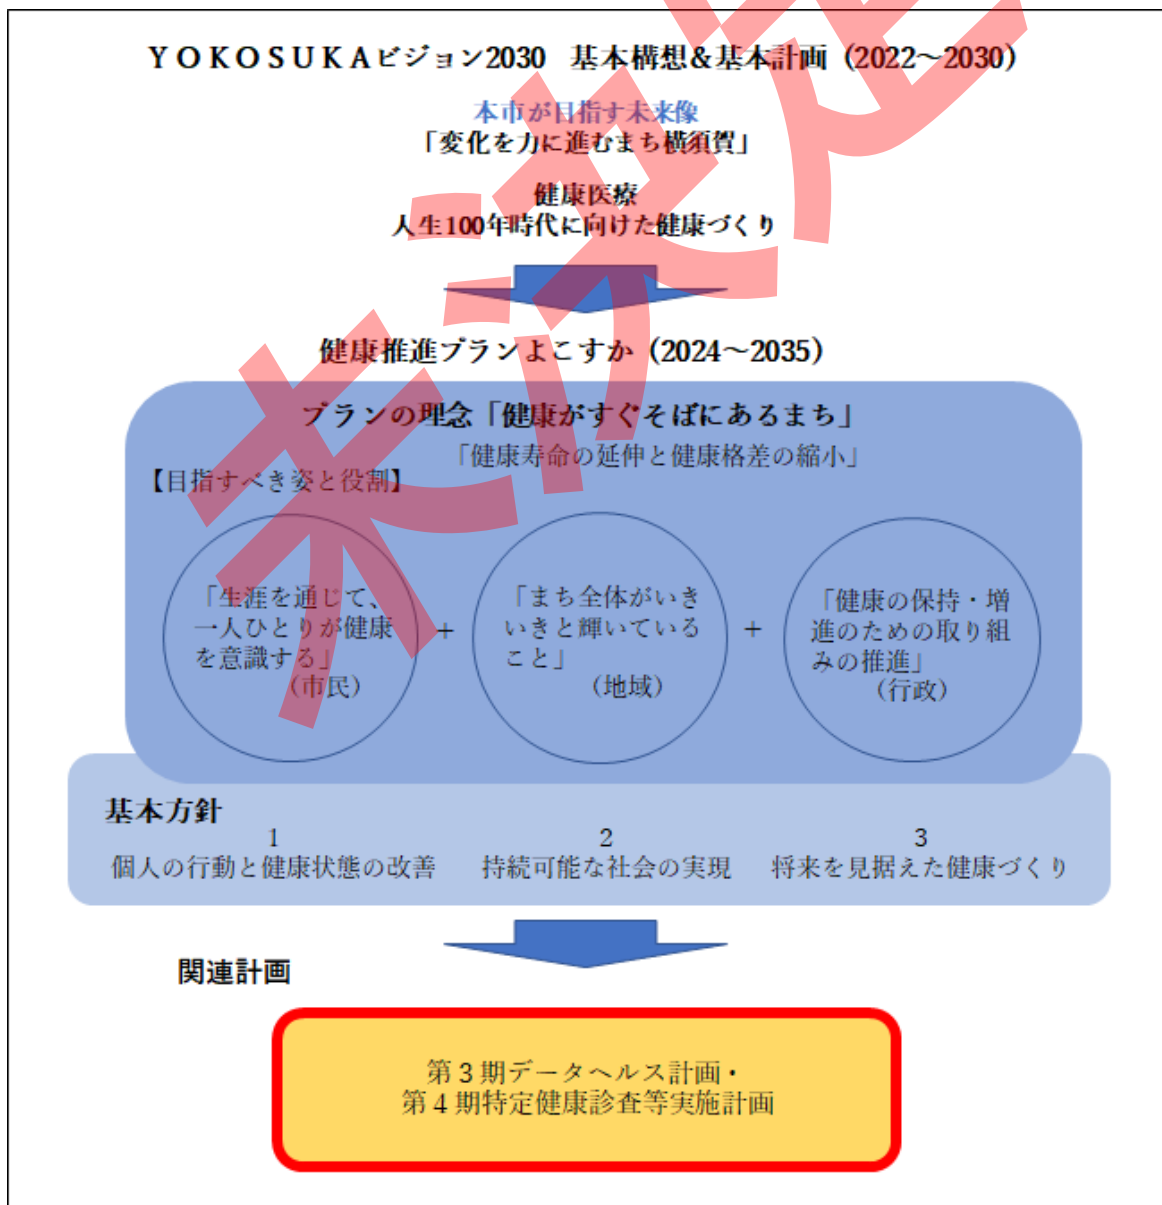 ＹＯＫＯＳＵＫＡビジョン2030　基本構想＆基本計画（2022～2030）
本市が目指す未来像
「変化を力に進むまち横須賀」
健康医療
人生100年時代に向けた健康づくり
健康推進プランよこすか（2024～2035）
プランの理念「健康がすぐそばにあるまち」
「健康寿命の延伸と健康格差の縮小」
【目指すべき姿と役割】
「生涯を通じて、
一人ひとりが健康
を意識する」
（市民）
+
「まち全体がいき
いきと輝いている
こと」
（地域）
+
「健康の保持・増
進のための取り組
みの推進」
（行政）
基本方針
1
個人の行動と健康状態の改善
2
持続可能な社会の実現
3
将来を見据えた健康づくり
関連計画
第３期データヘルス計画・
第４期特定健康診査等実施計画
未決定